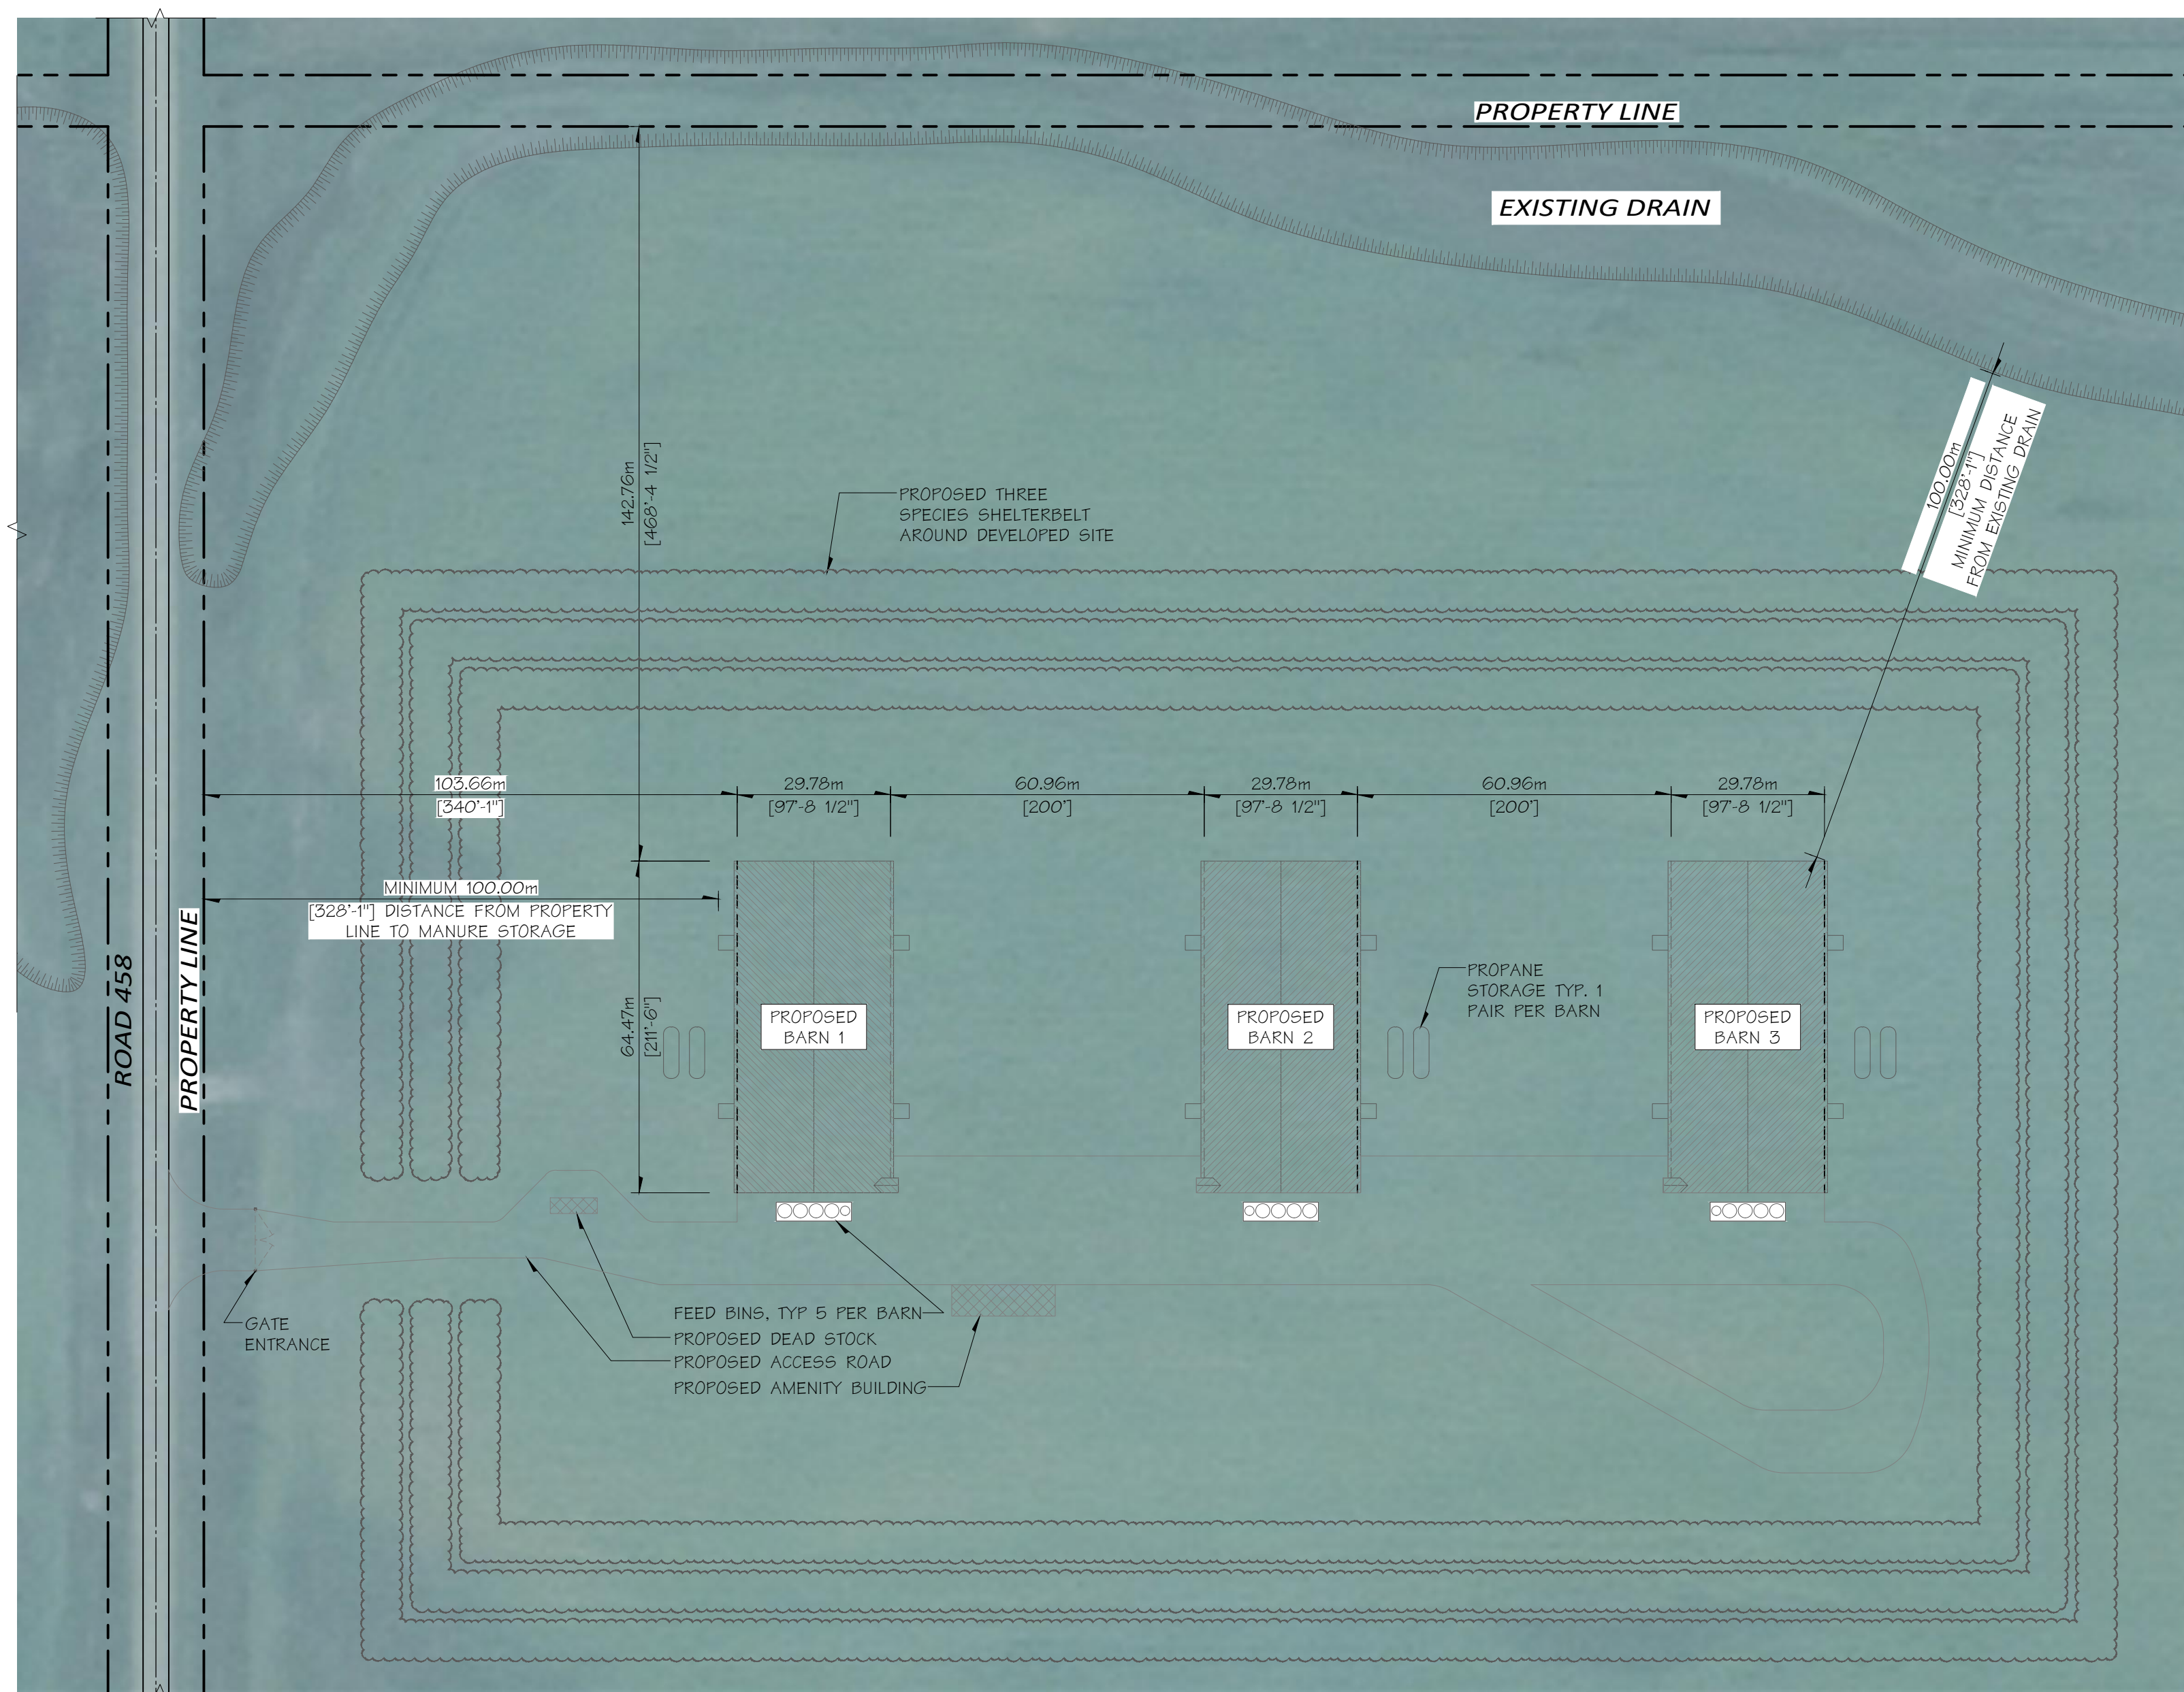 PROPERTY LINE
EXISTING DRAIN
100.00m
[328'-1"]
MINIMUM DISTANCE
FROM EXISTING DRAIN
142.76m
[468'-4 1/2"]
PROPOSED THREE
SPECIES SHELTERBELT
AROUND DEVELOPED SITE
103.66m
[340'-1"]
29.78m
[97'-8 1/2"]
60.96m
[200']
29.78m
[97'-8 1/2"]
60.96m
[200']
29.78m
[97'-8 1/2"]
MINIMUM 100.00m
[328'-1"] DISTANCE FROM PROPERTY
LINE TO MANURE STORAGE
ROAD 458
PROPERTY LINE
64.47m
[211'-6"]
PROPOSED
BARN 1
PROPOSED
BARN 2
PROPANE
STORAGE TYP. 1
PAIR PER BARN
PROPOSED
BARN 3
GATE
ENTRANCE
FEED BINS, TYP 5 PER BARN
PROPOSED DEAD STOCK
PROPOSED ACCESS ROAD
PROPOSED AMENITY BUILDING